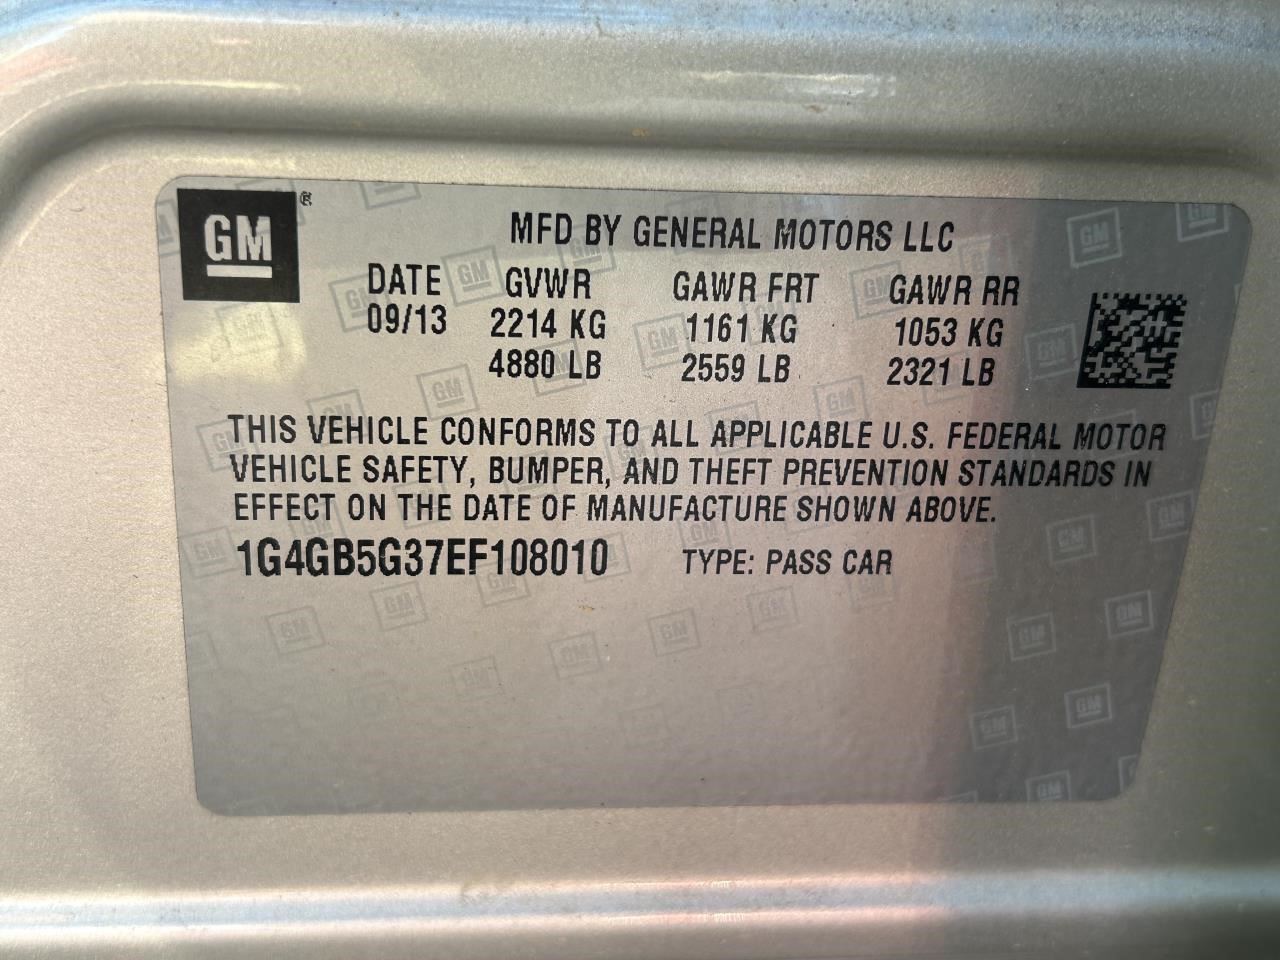 GM ®
MFD BY GENERAL MOTORS LLC
DATE GVWR GAWR FRT GAWR RR
09/13 2214 KG 1161 KG 1053 KG
4880 LB 2559 LB 2321 LB
THIS VEHICLE CONFORMS TO ALL APPLICABLE U.S. FEDERAL MOTOR
VEHICLE SAFETY, BUMPER, AND THEFT PREVENTION STANDARDS IN
EFFECT ON THE DATE OF MANUFACTURE SHOWN ABOVE.
1G4GB5G37EF108010 TYPE: PASS CAR